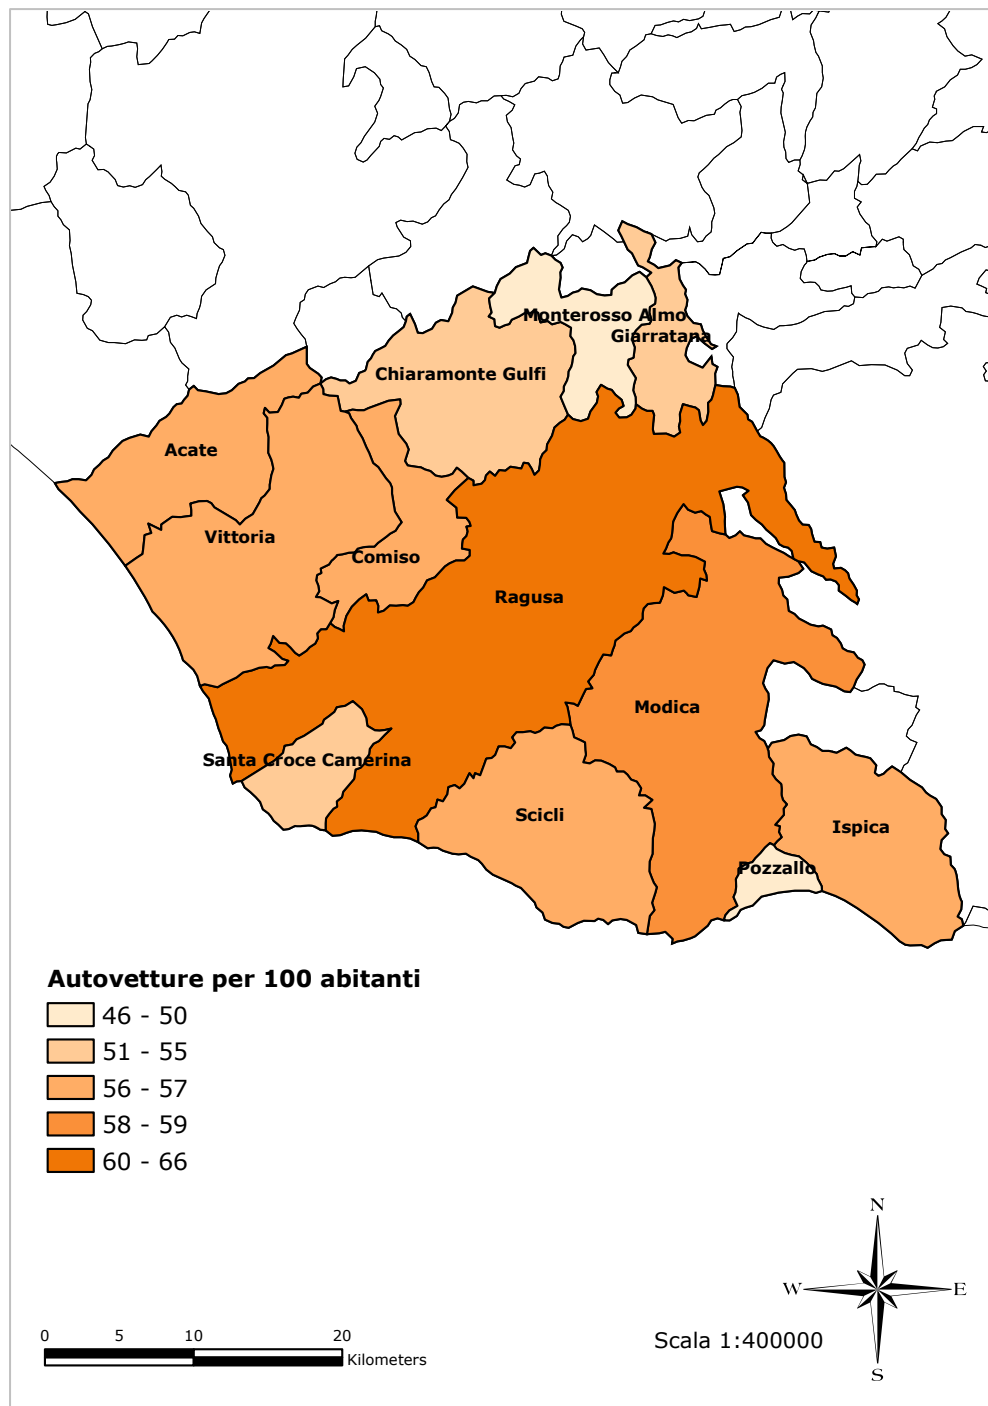 Monterosso Almo
Giarratana
Chiaramonte Gulfi
Acate
Vittoria
Comiso
Ragusa
Modica
Santa Croce Camerina
Scicli
Ispica
Pozzallo
Autovetture per 100 abitanti
46 - 50
51 - 55
56 - 57
58 - 59
60 - 66
N
W E
S
Scala 1:400000
0 5 10 20
Kilometers